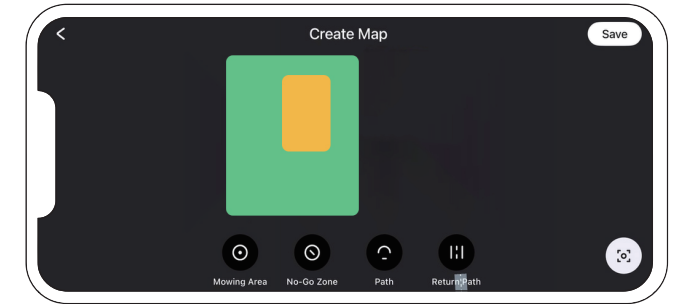 Create Map
Save
Mowing Area
No-Go Zone
Path
Return Path